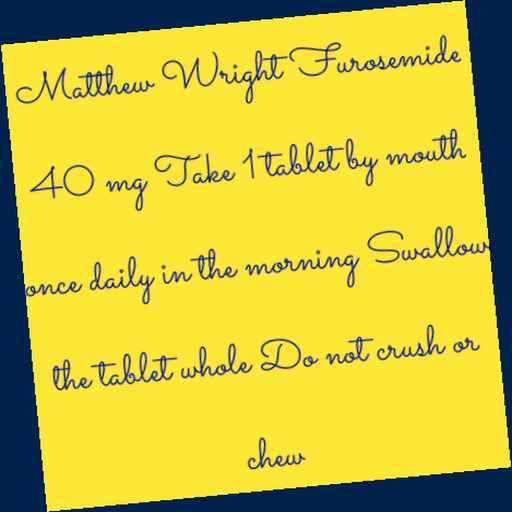 Matthew Wright Furosemide
40 mg Take 1 tablet by mouth
once daily in the morning Swallow
the tablet whole Do not crush or
chew